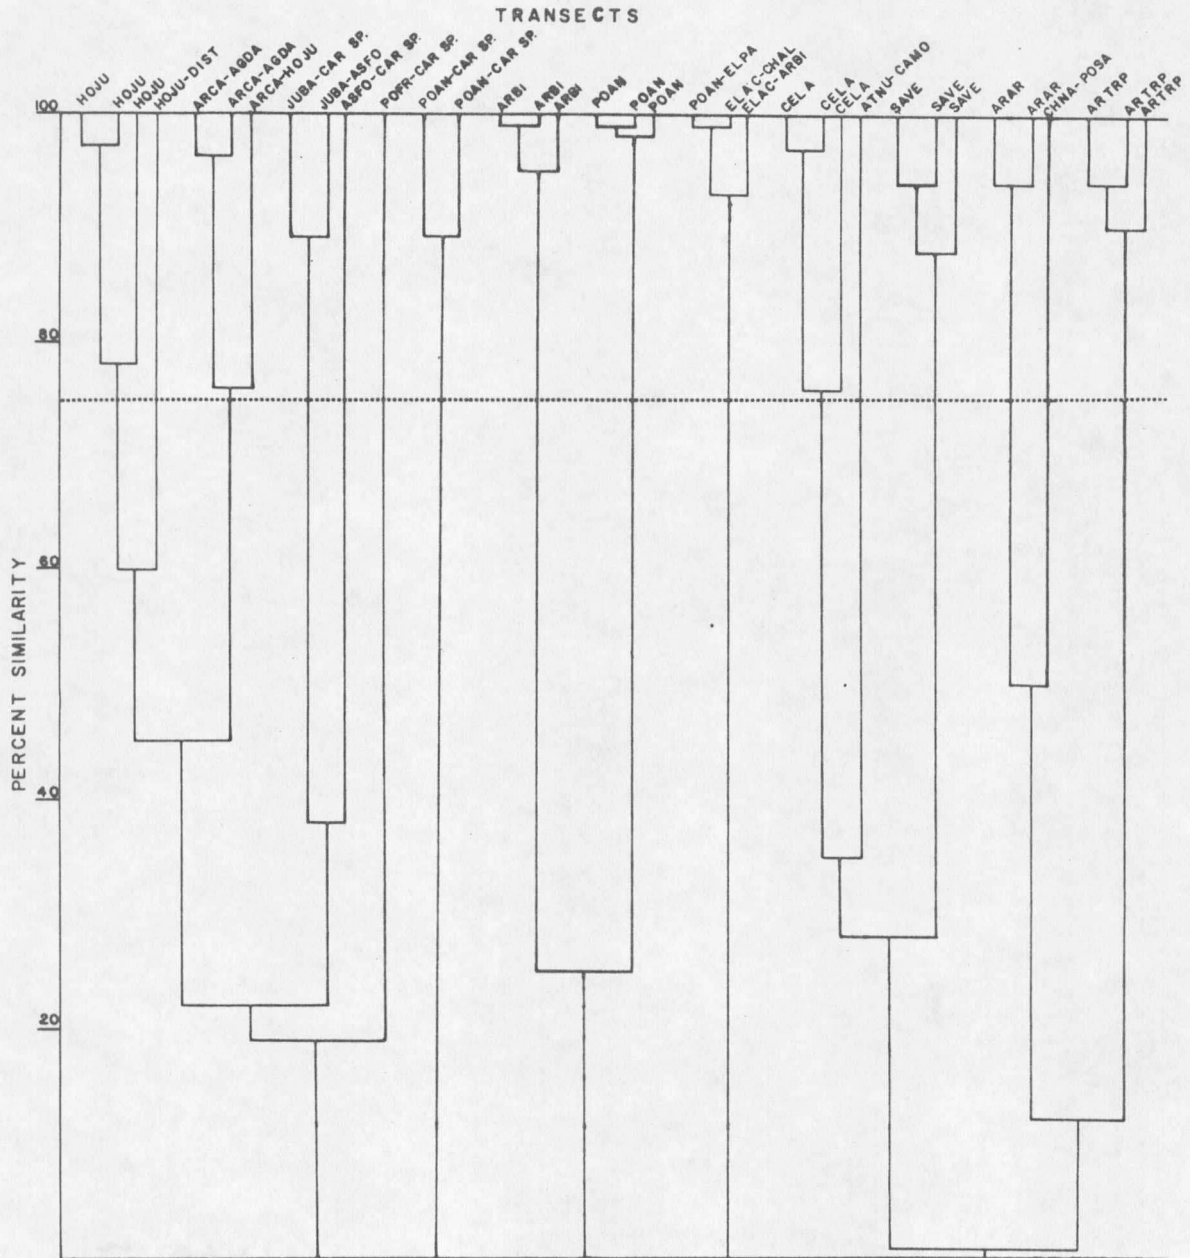 TRANSECTS
HOJU
HOJU
HOJU
HOJU-DIST
ARCA-AGDA
ARCA-AGDA
ARCA-HOJU
JUBA-CAR SP.
JUBA-ASFO
ASFO-CAR SP.
POPR-CAR SP.
POAN-CAR SP.
POAN-CAR SP.
ARBI
ARBI
ARBI
POAN
POAN
POAN
POAN-ELPA
ELAC-CHAL
ELAC-ARBI
CELA
CELA
CELA
ATNU-CAMO
SAVE
SAVE
SAVE
ARAR
ARAR
CHNA-POSA
ARTRP
ARTRP
ARTRP
100
80
60
40
20
PERCENT SIMILARITY